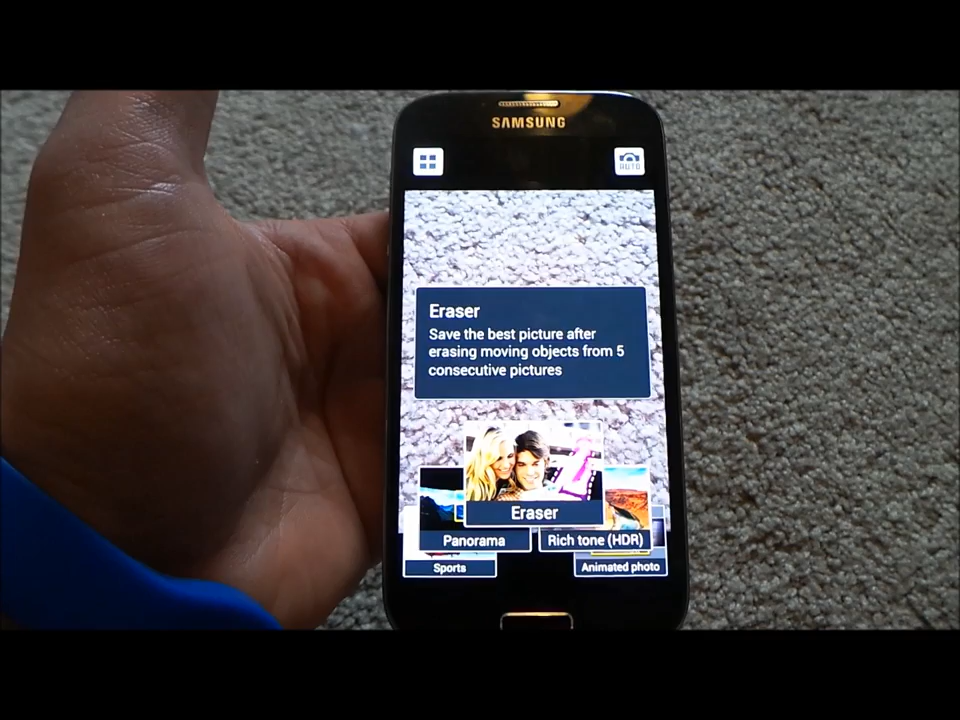 SAMSUNG
AUTO
Eraser
Save the best picture after
erasing moving objects from 5
consecutive pictures
Eraser
Panorama
Rich tone (HDR)
Sports
Animated photo